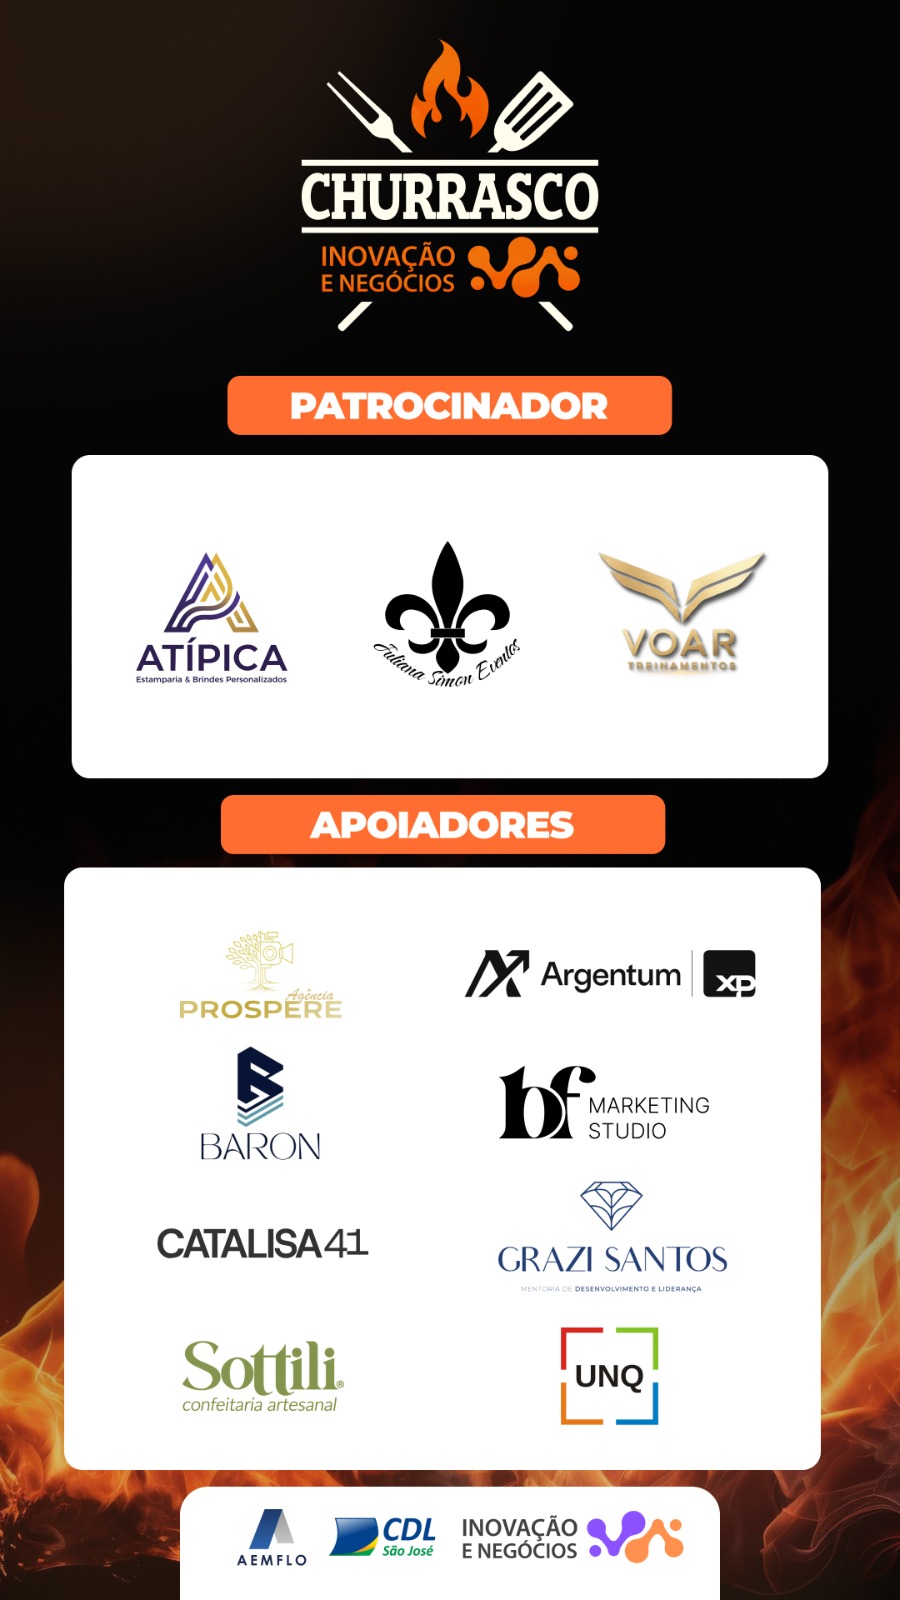 CHURRASCO
INOVAÇÃO
E NEGÓCIOS
PATROCINADOR
ATÍPICA
Estamparia & Brindes Personalizados
Juliana Simon Eventos
VOAR
TREINAMENTOS
APOIADORES
Agência
PROSPERE
Argentum
XP
BARON
bf
MARKETING
STUDIO
CATALISA41
GRAZI SANTOS
MENTORIA DE DESENVOLVIMENTO E LIDERANÇA
Sottili®
confeitaria artesanal
UNQ
AEMFLO
CDL
São José
INOVAÇÃO
E NEGÓCIOS